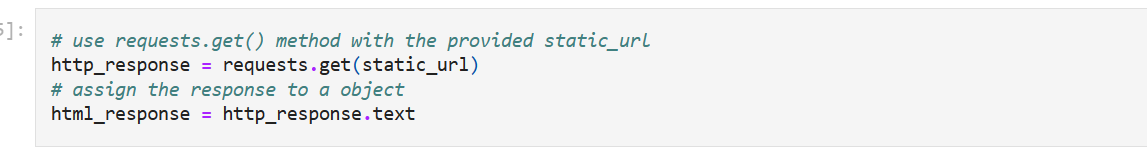 5]:
# use requests.get() method with the provided static_url
http_response = requests.get(static_url)
# assign the response to a object
html_response = http_response.text